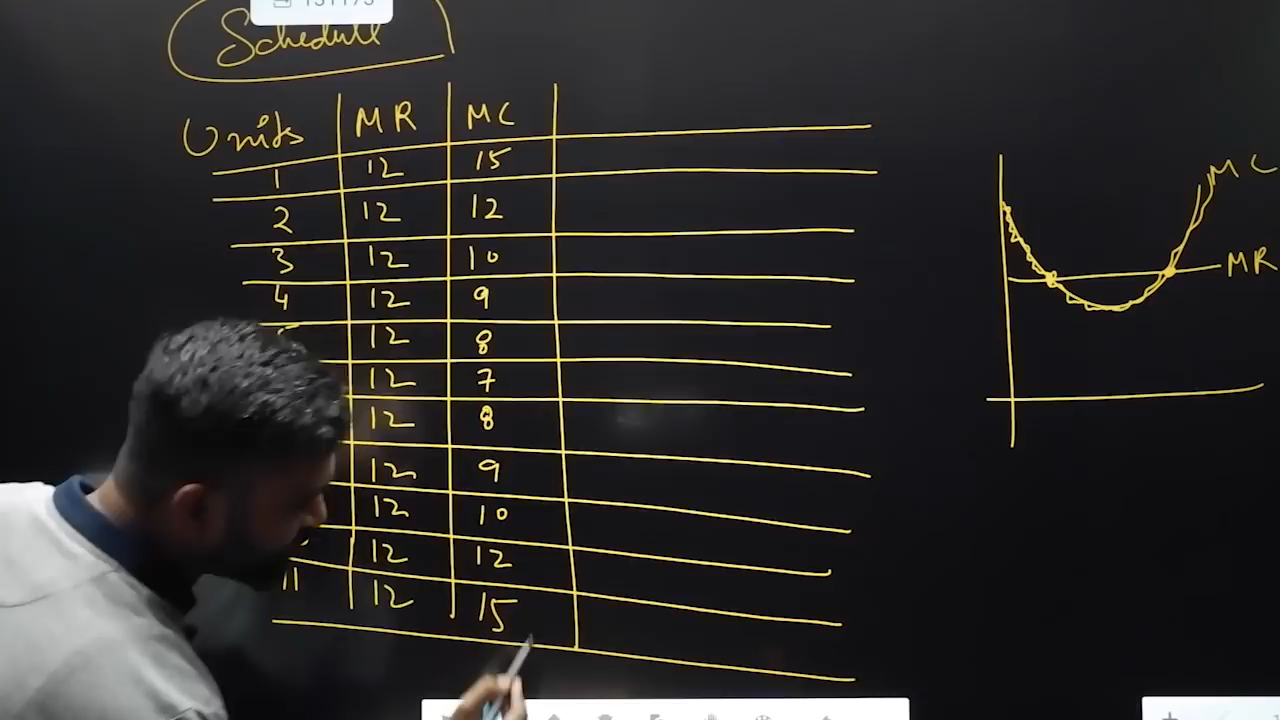 Schedule
Units MR MC
1 12 15
2 12 12
3 12 10
4 12 9
12 8
12 7
12 8
12 9
12 10
12 12
11 12 15
MC
MR